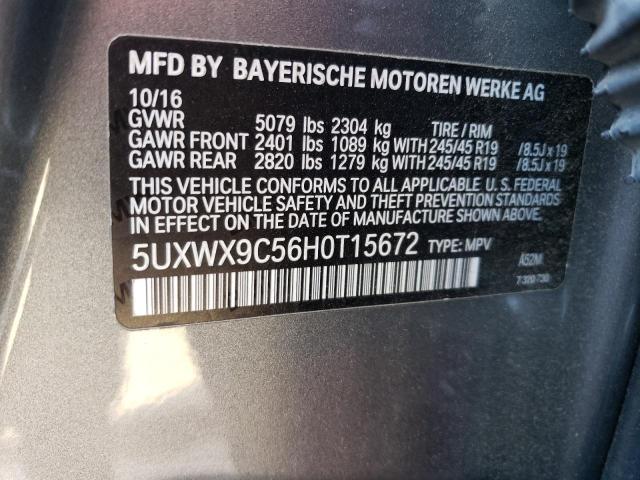 MFD BY BAYERISCHE MOTOREN WERKE AG
10/16
GVWR 5079 lbs 2304 kg TIRE / RIM
GAWR FRONT 2401 lbs 1089 kg WITH 245/45 R19 /8.5J x 19
GAWR REAR 2820 lbs 1279 kg WITH 245/45 R19 /8.5J x 19
THIS VEHICLE CONFORMS TO ALL APPLICABLE U. S. FEDERAL
MOTOR VEHICLE SAFETY AND THEFT PREVENTION STANDARDS
IN EFFECT ON THE DATE OF MANUFACTURE SHOWN ABOVE.
5UXWX9C56H0T15672 TYPE: MPV A52M
7 320 730